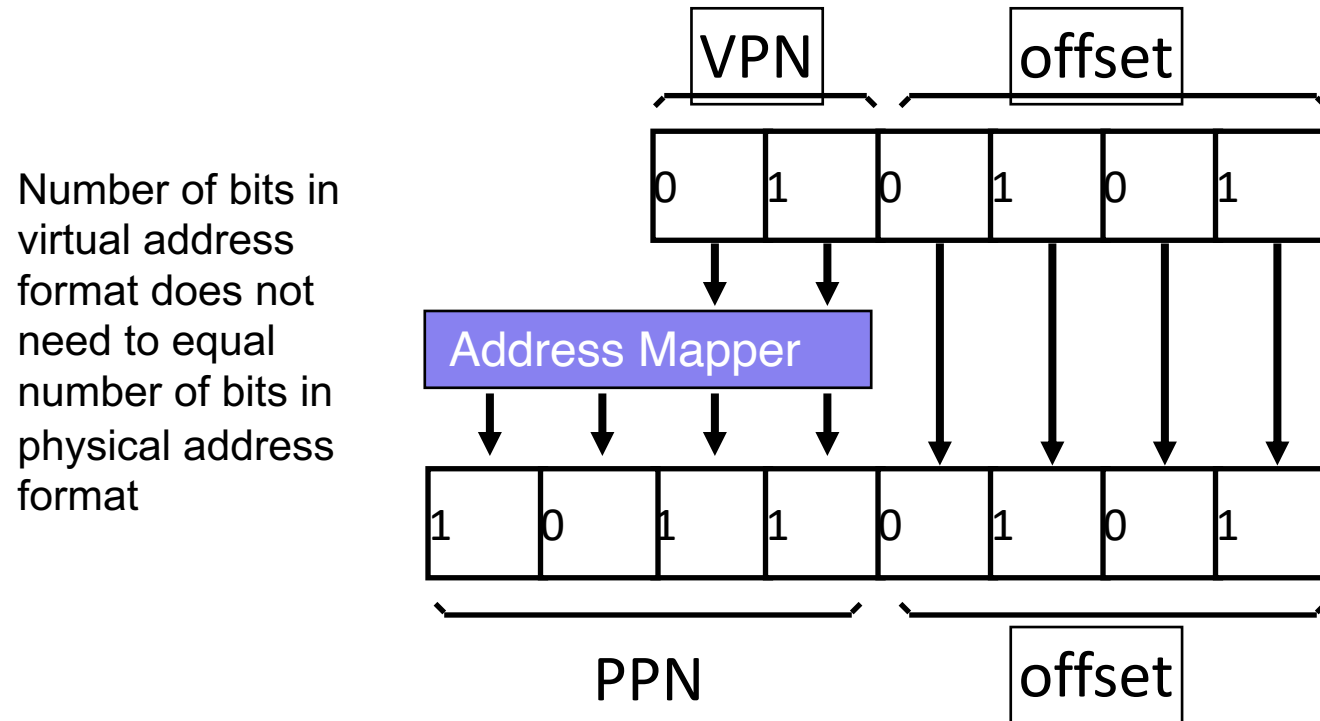 VPN offset
0 1 0 1 0 1
Number of bits in
virtual address
format does not
need to equal
number of bits in
physical address
format
Address Mapper
1 0 1 1 0 1 0 1
PPN offset